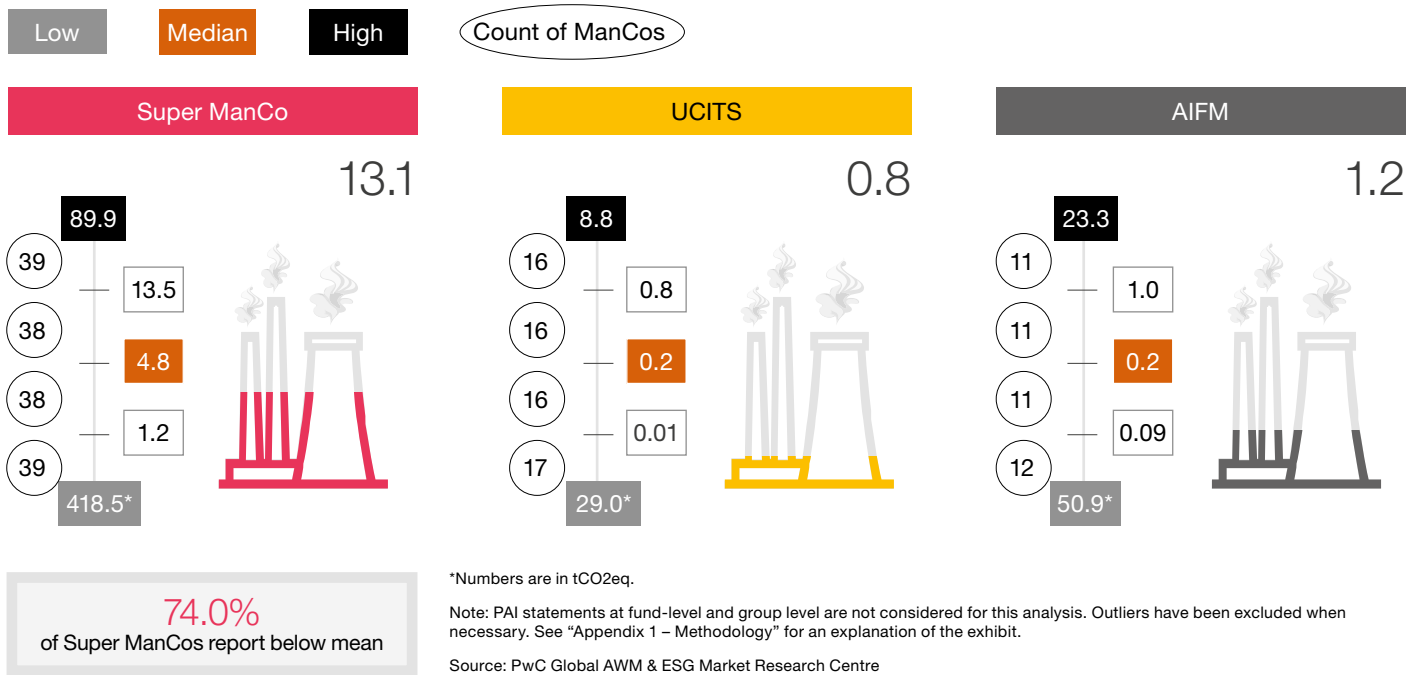 Low
Median
High
Count of ManCos
Super ManCo
13.1
89.9
39
13.5
38
4.8
38
1.2
39
418.5*
UCITS
0.8
8.8
16
0.8
16
0.2
16
0.01
17
29.0*
AIFM
1.2
23.3
11
1.0
11
0.2
11
0.09
12
50.9*
74.0%
of Super ManCos report below mean
*Numbers are in tCO2eq.
Note: PAI statements at fund-level and group level are not considered for this analysis. Outliers have been excluded when
necessary. See “Appendix 1 – Methodology” for an explanation of the exhibit.
Source: PwC Global AWM & ESG Market Research Centre